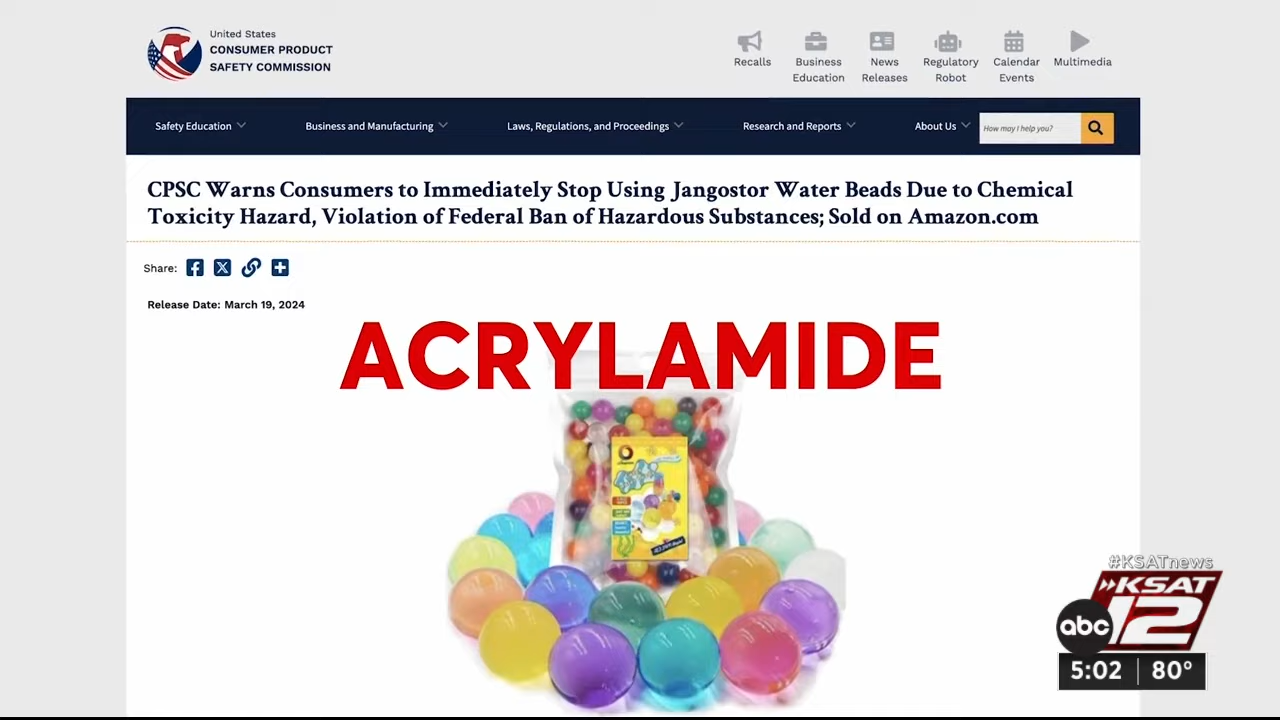 United States
CONSUMER PRODUCT
SAFETY COMMISSION
Recalls
Business
Education
News
Releases
Regulatory
Robot
Calendar
Events
Multimedia
Safety Education
Business and Manufacturing
Laws, Regulations, and Proceedings
Research and Reports
About Us
How may I help you?
CPSC Warns Consumers to Immediately Stop Using Jangostor Water Beads Due to Chemical
Toxicity Hazard, Violation of Federal Ban of Hazardous Substances; Sold on Amazon.com
Share:
Release Date: March 19, 2024
ACRYLAMIDE
#KSATnews
KSAT
12
abc
5:02 80°